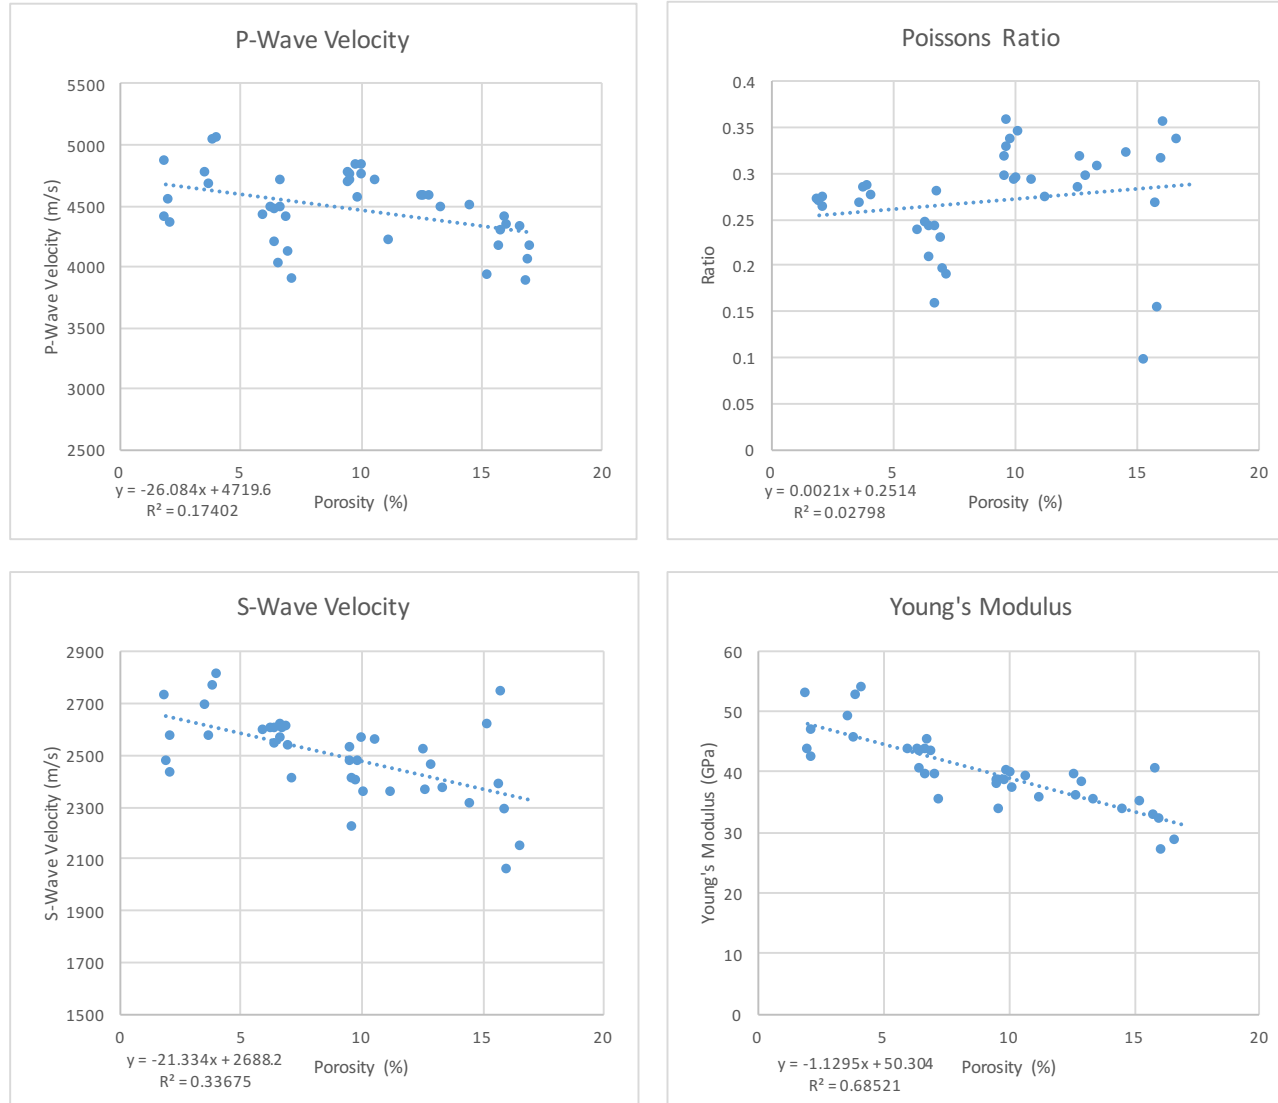 P-Wave Velocity
P-Wave Velocity (m/s)
5500
5000
4500
4000
3500
3000
2500
0
5
10
15
20
y = -26.084x + 4719.6
R² = 0.17402
Porosity (%)
Poissons Ratio
Ratio
0.4
0.35
0.3
0.25
0.2
0.15
0.1
0.05
0
0
5
10
15
20
y = 0.0021x + 0.2514
R² = 0.02798
Porosity (%)
S-Wave Velocity
S-Wave Velocity (m/s)
2900
2700
2500
2300
2100
1900
1700
1500
0
5
10
15
20
y = -21.334x + 2688.2
R² = 0.33675
Porosity (%)
Young's Modulus
Young's Modulus (GPa)
60
50
40
30
20
10
0
0
5
10
15
20
y = -1.1295x + 50.304
R² = 0.68521
Porosity (%)